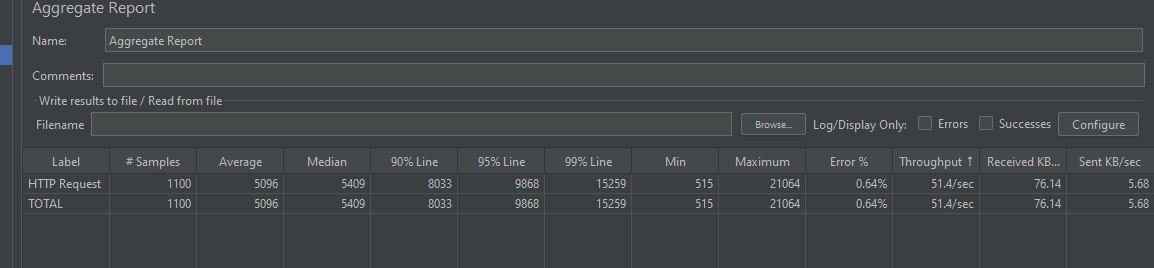 Aggregate Report
Name: Aggregate Report
Comments:
Write results to file / Read from file
Filename Browse... Log/Display Only: Errors Successes Configure
Label # Samples Average Median 90% Line 95% Line 99% Line Min Maximum Error % Throughput ↑ Received KB... Sent KB/sec
HTTP Request 1100 5096 5409 8033 9868 15259 515 21064 0.64% 51.4/sec 76.14 5.68
TOTAL 1100 5096 5409 8033 9868 15259 515 21064 0.64% 51.4/sec 76.14 5.68